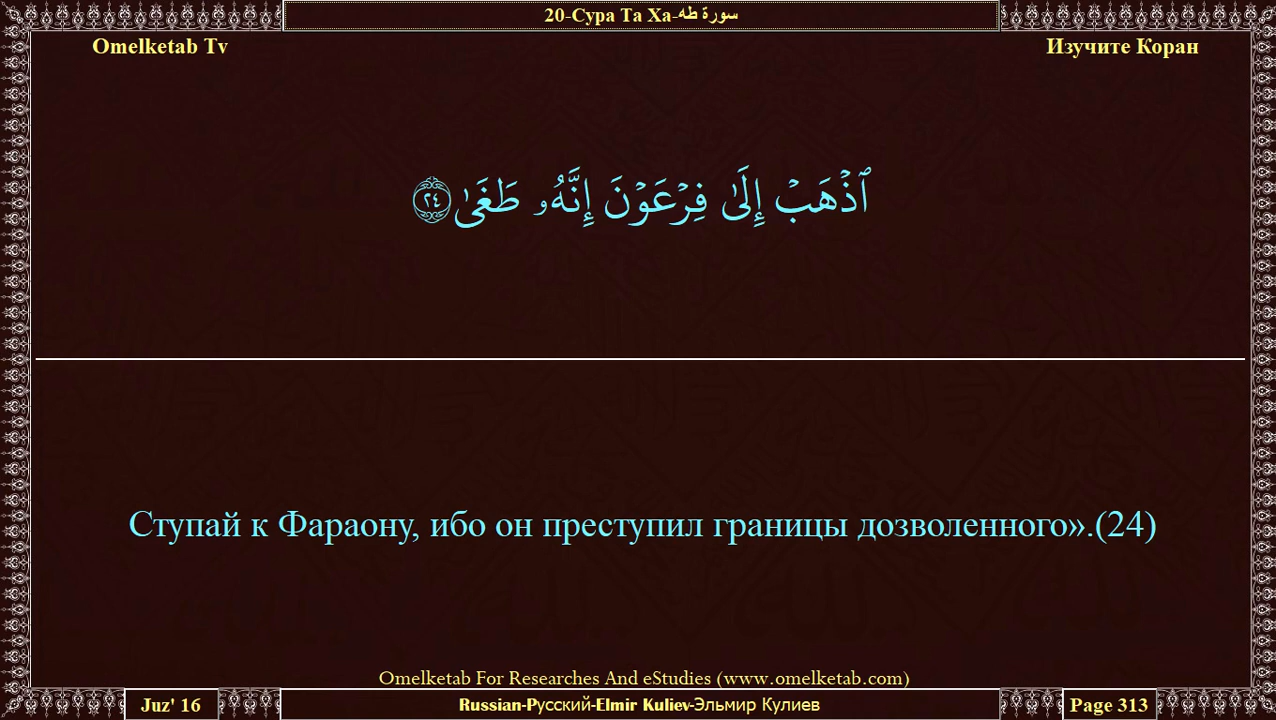 20-Сура Та Ха-سورة طه
Omelketab Tv
Изучите Коран
ٱذۡهَبۡ إِلَىٰ فِرۡعَوۡنَ إِنَّهُۥ طَغَىٰ ٢٤
Ступай к Фараону, ибо он преступил границы дозволенного».(24)
Omelketab For Researches And eStudies (www.omelketab.com)
Juz' 16
Russian-Русский-Elmir Kuliev-Эльмир Кулиев
Page 313